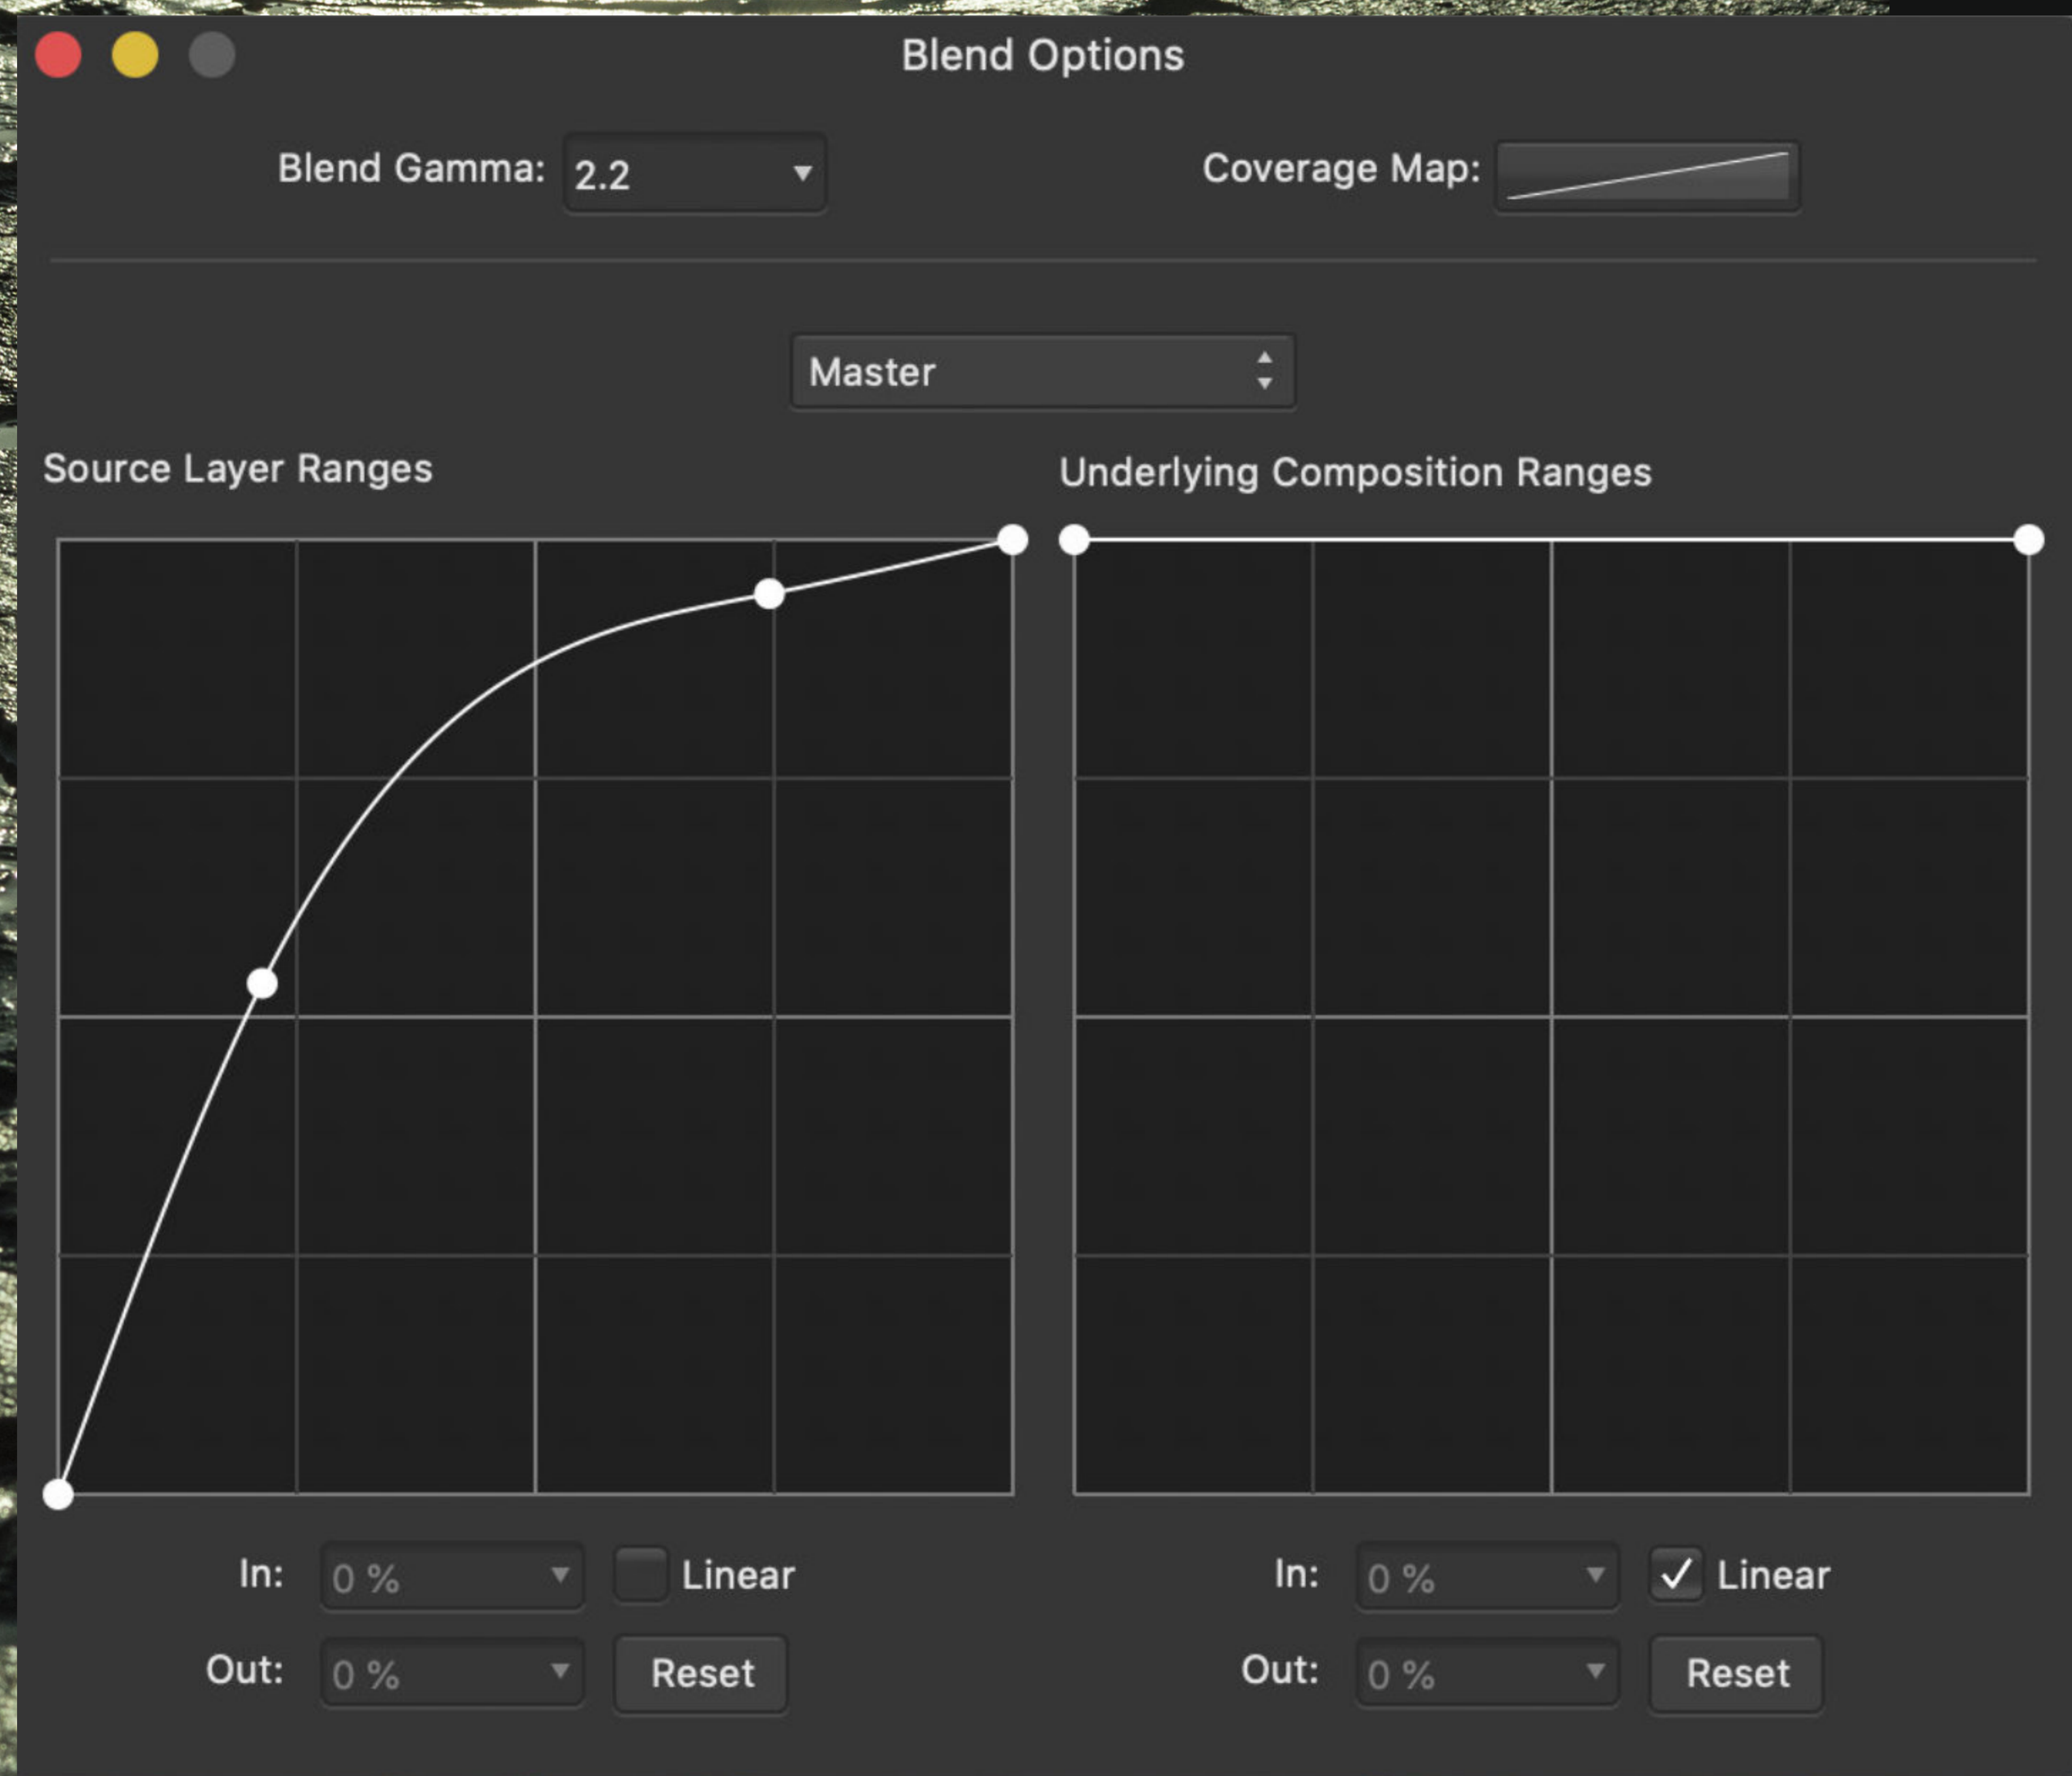 Blend Options
Blend Gamma: 2.2
Coverage Map:
Master
Source Layer Ranges
Underlying Composition Ranges
In: 0 % Linear
In: 0 % Linear
Out: 0 % Reset
Out: 0 % Reset